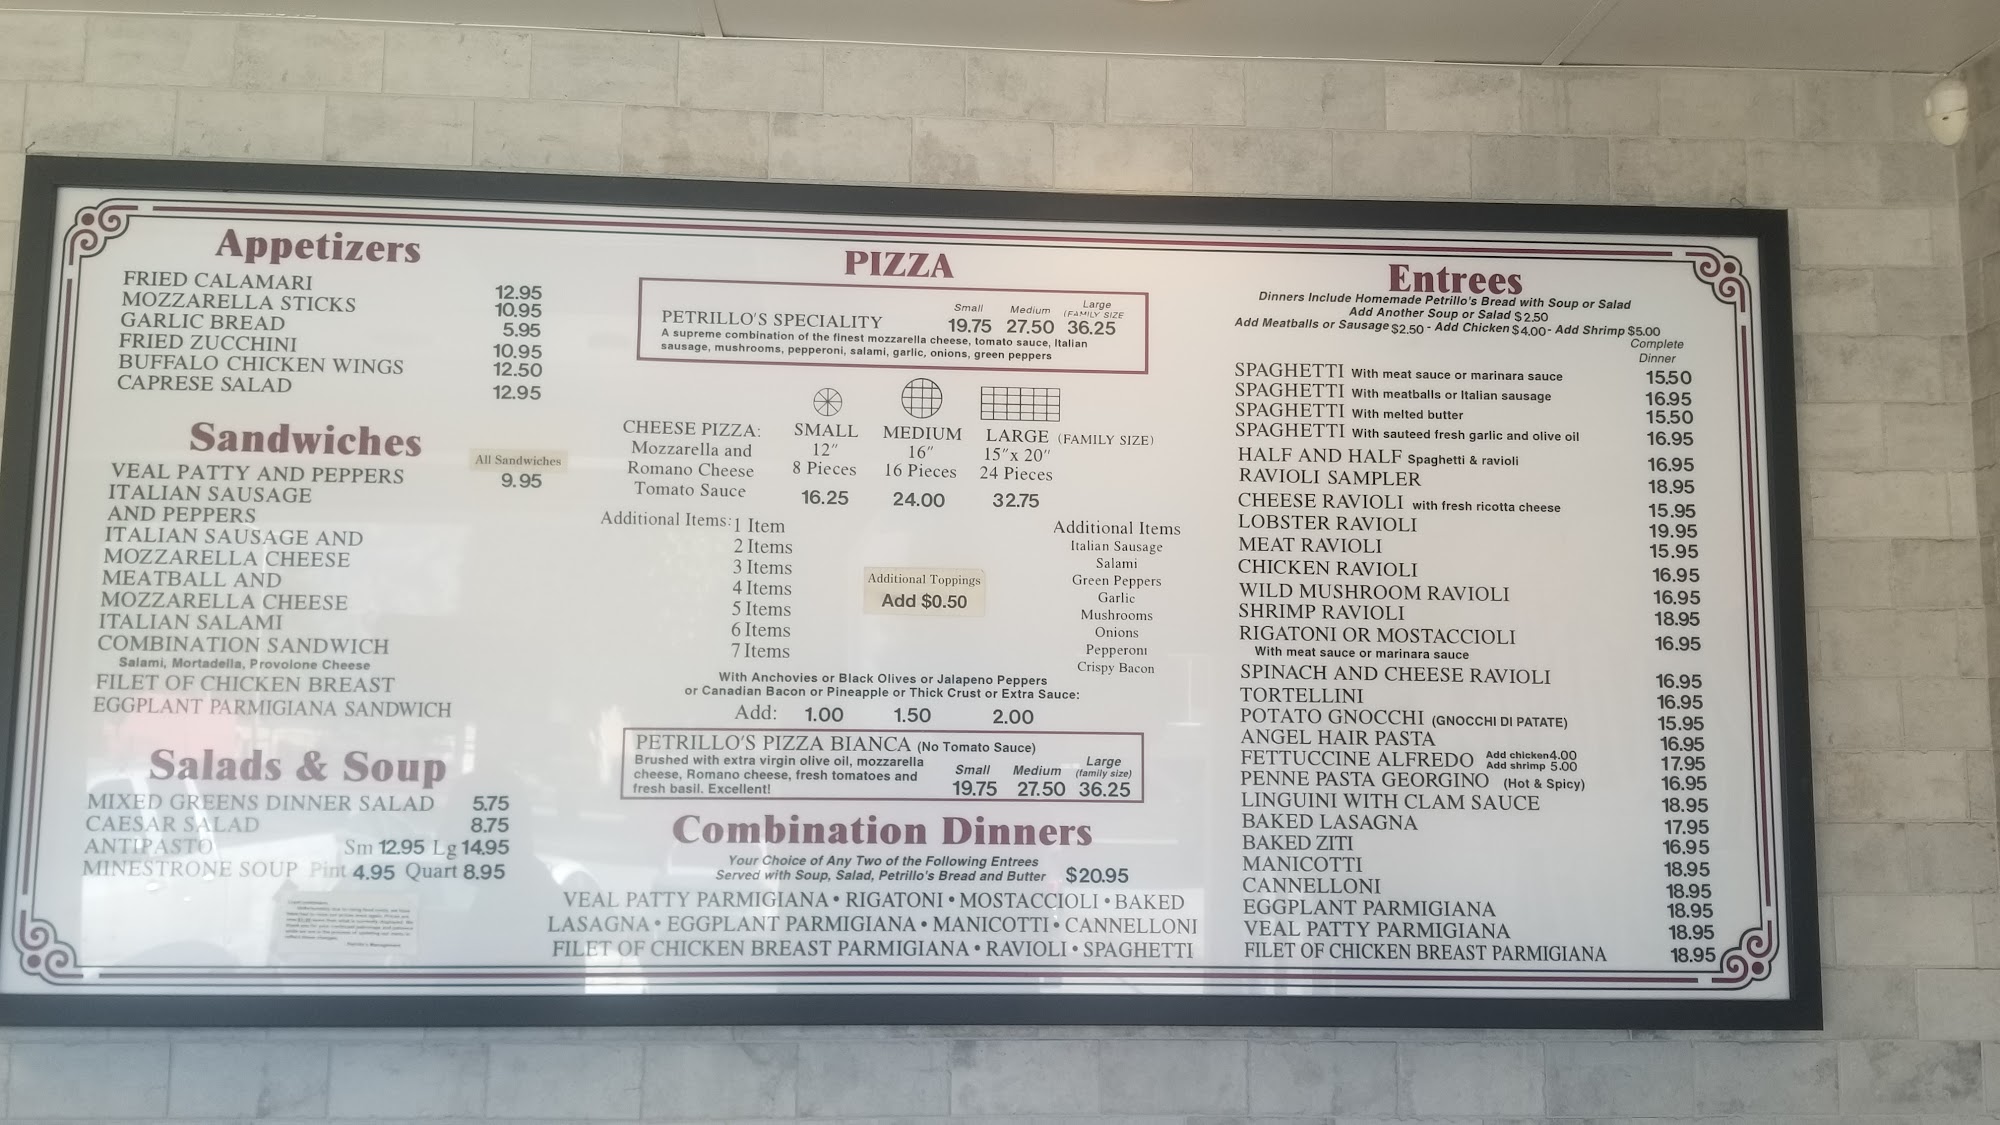 Appetizers
FRIED CALAMARI 12.95
MOZZARELLA STICKS 10.95
GARLIC BREAD 5.95
FRIED ZUCCHINI 10.95
BUFFALO CHICKEN WINGS 12.50
CAPRESE SALAD 12.95
Sandwiches
All Sandwiches
9.95
VEAL PATTY AND PEPPERS
ITALIAN SAUSAGE
AND PEPPERS
ITALIAN SAUSAGE AND
MOZZARELLA CHEESE
MEATBALL AND
MOZZARELLA CHEESE
ITALIAN SALAMI
COMBINATION SANDWICH
Salami, Mortadella, Provolone Cheese
FILET OF CHICKEN BREAST
EGGPLANT PARMIGIANA SANDWICH
Salads & Soup
MIXED GREENS DINNER SALAD 5.75
CAESAR SALAD 8.75
ANTIPASTO Sm 12.95 Lg 14.95
MINESTRONE SOUP Pint 4.95 Quart 8.95
PIZZA
Small Medium Large
(FAMILY SIZE
PETRILLO'S SPECIALITY 19.75 27.50 36.25
A supreme combination of the finest mozzarella cheese, tomato sauce, Italian
sausage, mushrooms, pepperoni, salami, garlic, onions, green peppers
CHEESE PIZZA: SMALL MEDIUM LARGE (FAMILY SIZE)
Mozzarella and 12" 16" 15"x 20"
Romano Cheese 8 Pieces 16 Pieces 24 Pieces
Tomato Sauce 16.25 24.00 32.75
Additional Items: 1 Item
2 Items
3 Items
4 Items
5 Items
6 Items
7 Items
Additional Toppings
Add $0.50
Additional Items
Italian Sausage
Salami
Green Peppers
Garlic
Mushrooms
Onions
Pepperoni
Crispy Bacon
With Anchovies or Black Olives or Jalapeno Peppers
or Canadian Bacon or Pineapple or Thick Crust or Extra Sauce:
Add: 1.00 1.50 2.00
PETRILLO'S PIZZA BIANCA (No Tomato Sauce)
Brushed with extra virgin olive oil, mozzarella
cheese, Romano cheese, fresh tomatoes and
fresh basil. Excellent!
Small Medium Large
(family size)
19.75 27.50 36.25
Combination Dinners
Your Choice of Any Two of the Following Entrees
Served with Soup, Salad, Petrillo's Bread and Butter $20.95
VEAL PATTY PARMIGIANA • RIGATONI • MOSTACCIOLI • BAKED
LASAGNA • EGGPLANT PARMIGIANA • MANICOTTI • CANNELLONI
FILET OF CHICKEN BREAST PARMIGIANA • RAVIOLI • SPAGHETTI
Entrees
Dinners Include Homemade Petrillo's Bread with Soup or Salad
Add Another Soup or Salad $2.50
Add Meatballs or Sausage $2.50 - Add Chicken $4.00 - Add Shrimp $5.00
Complete
Dinner
SPAGHETTI With meat sauce or marinara sauce 15.50
SPAGHETTI With meatballs or Italian sausage 16.95
SPAGHETTI With melted butter 15.50
SPAGHETTI With sauteed fresh garlic and olive oil 16.95
HALF AND HALF Spaghetti & ravioli 16.95
RAVIOLI SAMPLER 18.95
CHEESE RAVIOLI with fresh ricotta cheese 15.95
LOBSTER RAVIOLI 19.95
MEAT RAVIOLI 15.95
CHICKEN RAVIOLI 16.95
WILD MUSHROOM RAVIOLI 16.95
SHRIMP RAVIOLI 18.95
RIGATONI OR MOSTACCIOLI 16.95
With meat sauce or marinara sauce
SPINACH AND CHEESE RAVIOLI 16.95
TORTELLINI 16.95
POTATO GNOCCHI (GNOCCHI DI PATATE) 15.95
ANGEL HAIR PASTA 16.95
FETTUCCINE ALFREDO Add chicken 4.00 Add shrimp 5.00 17.95
PENNE PASTA GEORGINO (Hot & Spicy) 16.95
LINGUINI WITH CLAM SAUCE 18.95
BAKED LASAGNA 17.95
BAKED ZITI 16.95
MANICOTTI 18.95
CANNELLONI 18.95
EGGPLANT PARMIGIANA 18.95
VEAL PATTY PARMIGIANA 18.95
FILET OF CHICKEN BREAST PARMIGIANA 18.95